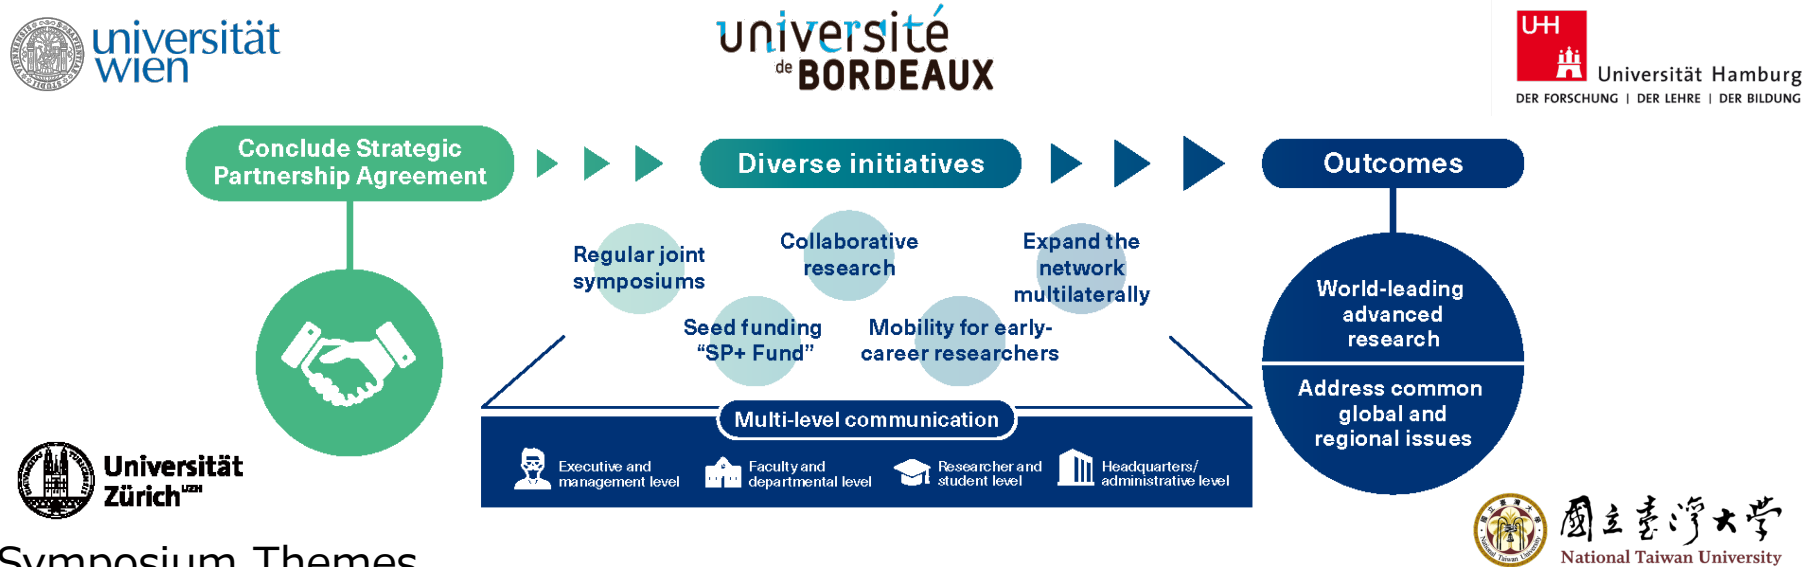 universität
wien
université
de BORDEAUX
UHH
Universität Hamburg
DER FORSCHUNG | DER LEHRE | DER BILDUNG
Conclude Strategic
Partnership Agreement
Diverse initiatives
Outcomes
Regular joint
symposiums
Collaborative
research
Expand the
network
multilaterally
Seed funding
“SP+ Fund”
Mobility for early-
career researchers
World-leading
advanced
research
Address common
global and
regional issues
Multi-level communication
Executive and
management level
Faculty and
departmental level
Researcher and
student level
Headquarters/
administrative level
Universität
Zürich UZH
國立臺灣大學
National Taiwan University
Symposium Themes